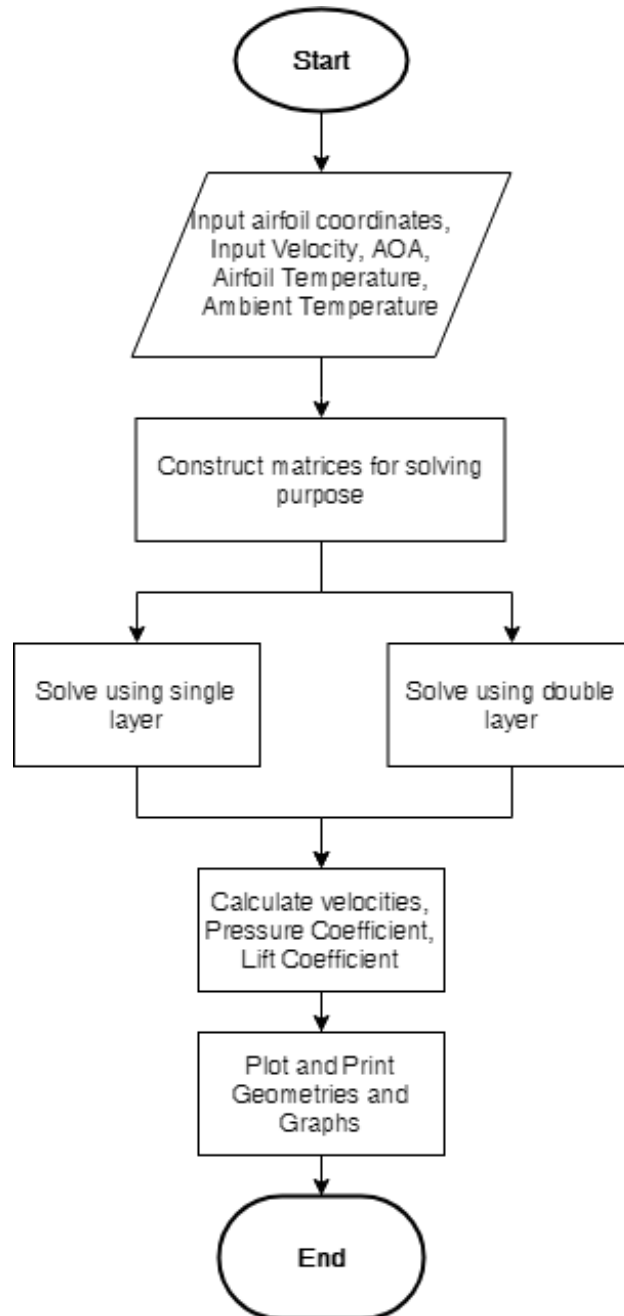 Start
Input airfoil coordinates,
Input Velocity, AOA,
Airfoil Temperature,
Ambient Temperature
Construct matrices for solving
purpose
Solve using single
layer
Solve using double
layer
Calculate velocities,
Pressure Coefficient,
Lift Coefficient
Plot and Print
Geometries and
Graphs
End